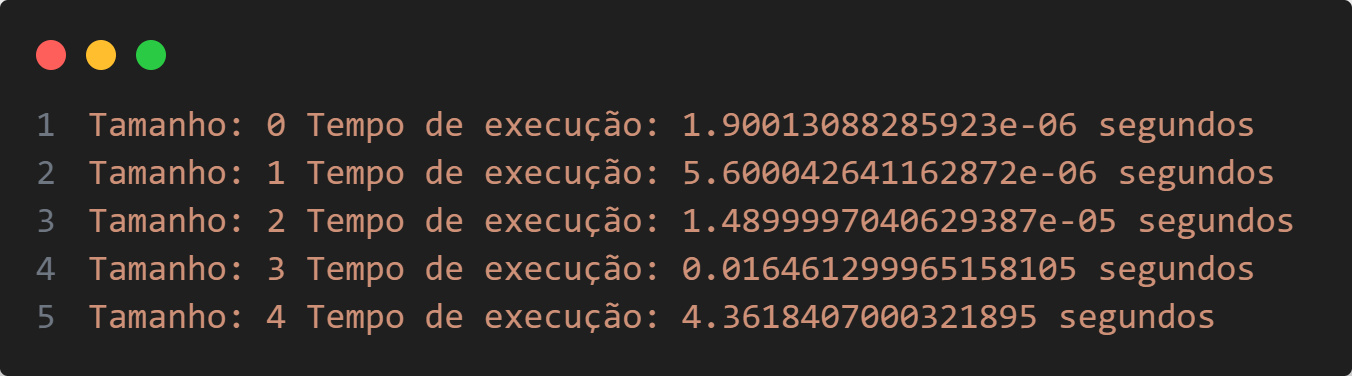 1 Tamanho: 0 Tempo de execução: 1.90013088285923e-06 segundos
2 Tamanho: 1 Tempo de execução: 5.600042641162872e-06 segundos
3 Tamanho: 2 Tempo de execução: 1.4899997040629387e-05 segundos
4 Tamanho: 3 Tempo de execução: 0.016461299965158105 segundos
5 Tamanho: 4 Tempo de execução: 4.3618407000321895 segundos